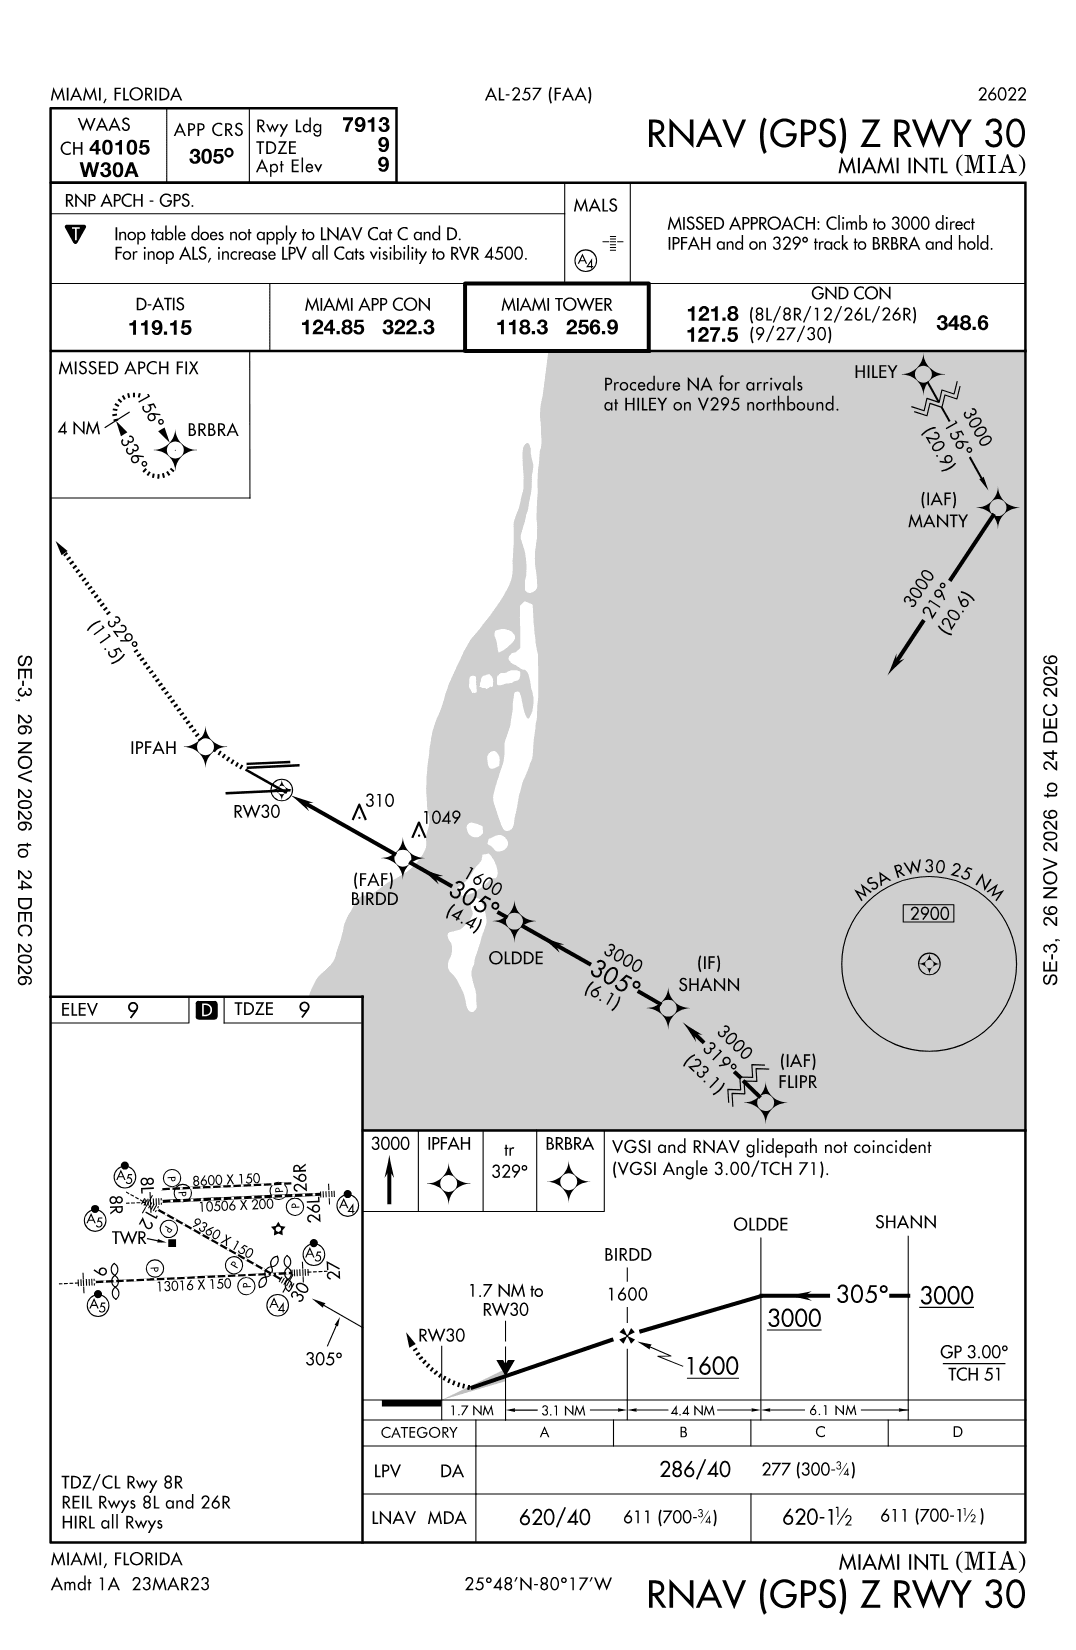 MIAMI, FLORIDA
AL-257 (FAA)
26022
WAAS
CH 40105
W30A
APP CRS
305°
Rwy Ldg 7913
TDZE 9
Apt Elev 9
RNAV (GPS) Z RWY 30
MIAMI INTL (MIA)
RNP APCH - GPS.
T
Inop table does not apply to LNAV Cat C and D.
For inop ALS, increase LPV all Cats visibility to RVR 4500.
MALS
A4
MISSED APPROACH: Climb to 3000 direct
IPFAH and on 329° track to BRBRA and hold.
D-ATIS
119.15
MIAMI APP CON
124.85 322.3
MIAMI TOWER
118.3 256.9
GND CON
121.8 (8L/8R/12/26L/26R)
127.5 (9/27/30)
348.6
MISSED APCH FIX
4 NM
156°
336°
BRBRA
Procedure NA for arrivals
at HILEY on V295 northbound.
HILEY
3000
156°
(20.9)
(IAF)
MANTY
3000
219°
(20.6)
329°
(11.5)
IPFAH
RW30
310
1049
(FAF)
BIRDD
1600
305°
(4.4)
OLDDE
3000
305°
(6.1)
(IF)
SHANN
3000
319°
(23.1)
(IAF)
FLIPR
MSA RW30 25 NM
2900
SE-3, 26 NOV 2026 to 24 DEC 2026
SE-3, 26 NOV 2026 to 24 DEC 2026
ELEV 9
D
TDZE 9
A5
8L
P
8600 X 150
P
26R
8R
P
10506 X 200
P
26L
A4
A5
12
P
9360 X 150
TWR
A5
27
9
P
13016 X 150
P
P
A5
A4
30
305°
TDZ/CL Rwy 8R
REIL Rwys 8L and 26R
HIRL all Rwys
3000
IPFAH
tr
329°
BRBRA
VGSI and RNAV glidepath not coincident
(VGSI Angle 3.00/TCH 71).
OLDDE
SHANN
BIRDD
1600
1.7 NM to
RW30
RW30
305°
3000
3000
1600
GP 3.00°
TCH 51
1.7 NM
3.1 NM
4.4 NM
6.1 NM
CATEGORY A B C D
LPV DA 286/40 277 (300-¾)
LNAV MDA 620/40 611 (700-¾) 620-1½ 611 (700-1½)
MIAMI, FLORIDA
Amdt 1A 23MAR23
25°48'N-80°17'W
MIAMI INTL (MIA)
RNAV (GPS) Z RWY 30